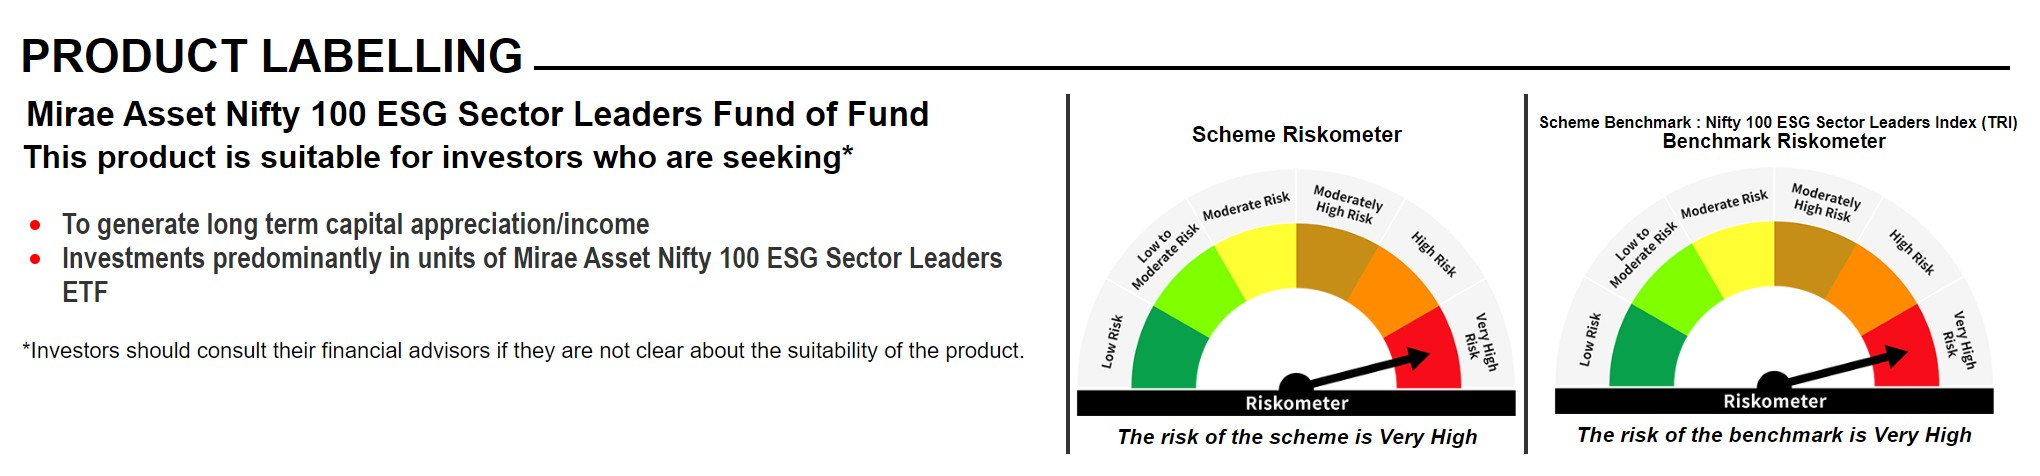 PRODUCT LABELLING
Mirae Asset Nifty 100 ESG Sector Leaders Fund of Fund
This product is suitable for investors who are seeking*
To generate long term capital appreciation/income
Investments predominantly in units of Mirae Asset Nifty 100 ESG Sector Leaders
ETF
*Investors should consult their financial advisors if they are not clear about the suitability of the product.
Scheme Riskometer
Low Risk
Low to
Moderate Risk
Moderate Risk
Moderately
High Risk
High Risk
Very High
Risk
Riskometer
The risk of the scheme is Very High
Scheme Benchmark : Nifty 100 ESG Sector Leaders Index (TRI)
Benchmark Riskometer
Low Risk
Low to
Moderate Risk
Moderate Risk
Moderately
High Risk
High Risk
Very High
Risk
Riskometer
The risk of the benchmark is Very High